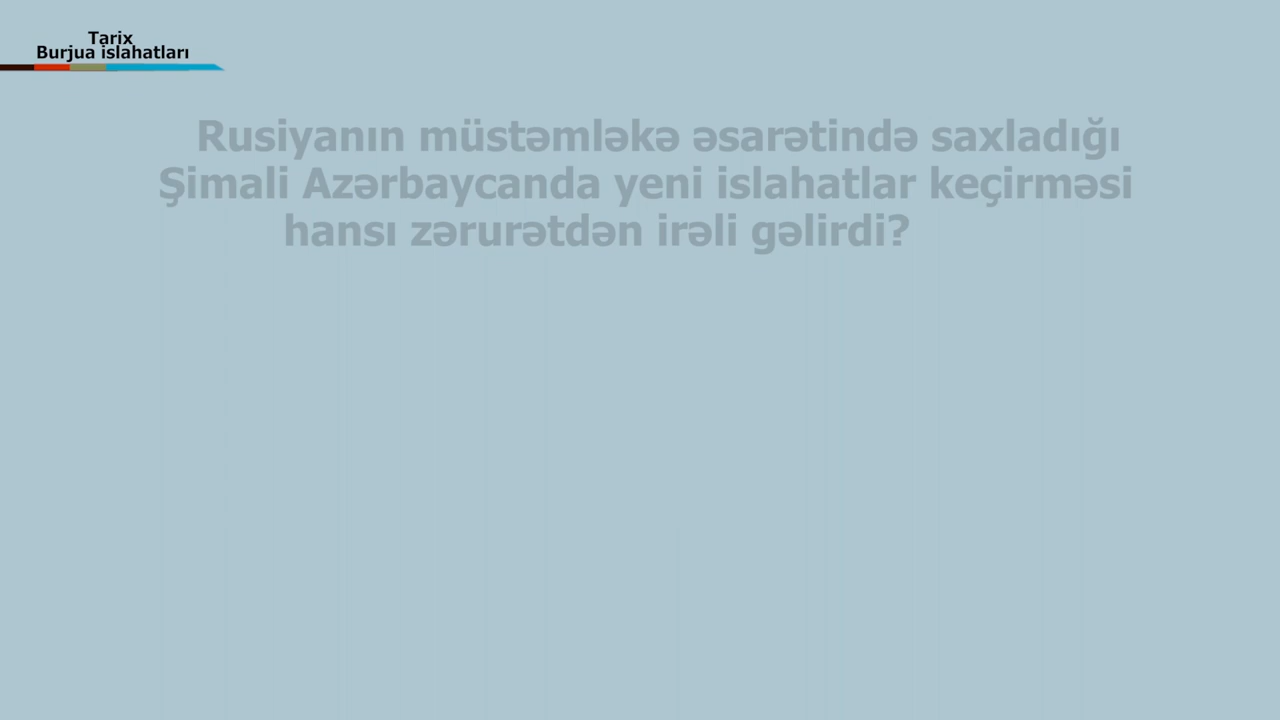 Tarix
Burjua islahatları
Rusiyanın müstəmləkə əsarətində saxladığı
Şimali Azərbaycanda yeni islahatlar keçirməsi
hansı zərurətdən irəli gəlirdi?